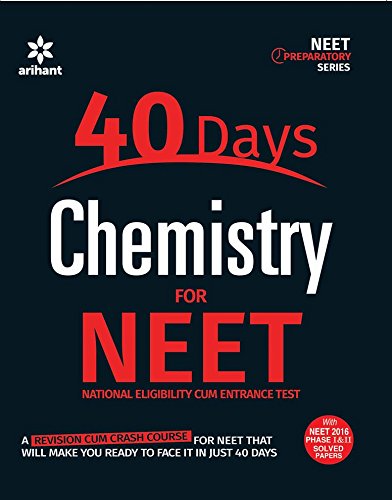 arihant
NEET
PREPARATORY
SERIES
40 Days
Chemistry
FOR
NEET
NATIONAL ELIGIBILITY CUM ENTRANCE TEST
With
NEET 2016
PHASE I & II
SOLVED
PAPERS
A REVISION CUM CRASH COURSE FOR NEET THAT
WILL MAKE YOU READY TO FACE IT IN JUST 40 DAYS